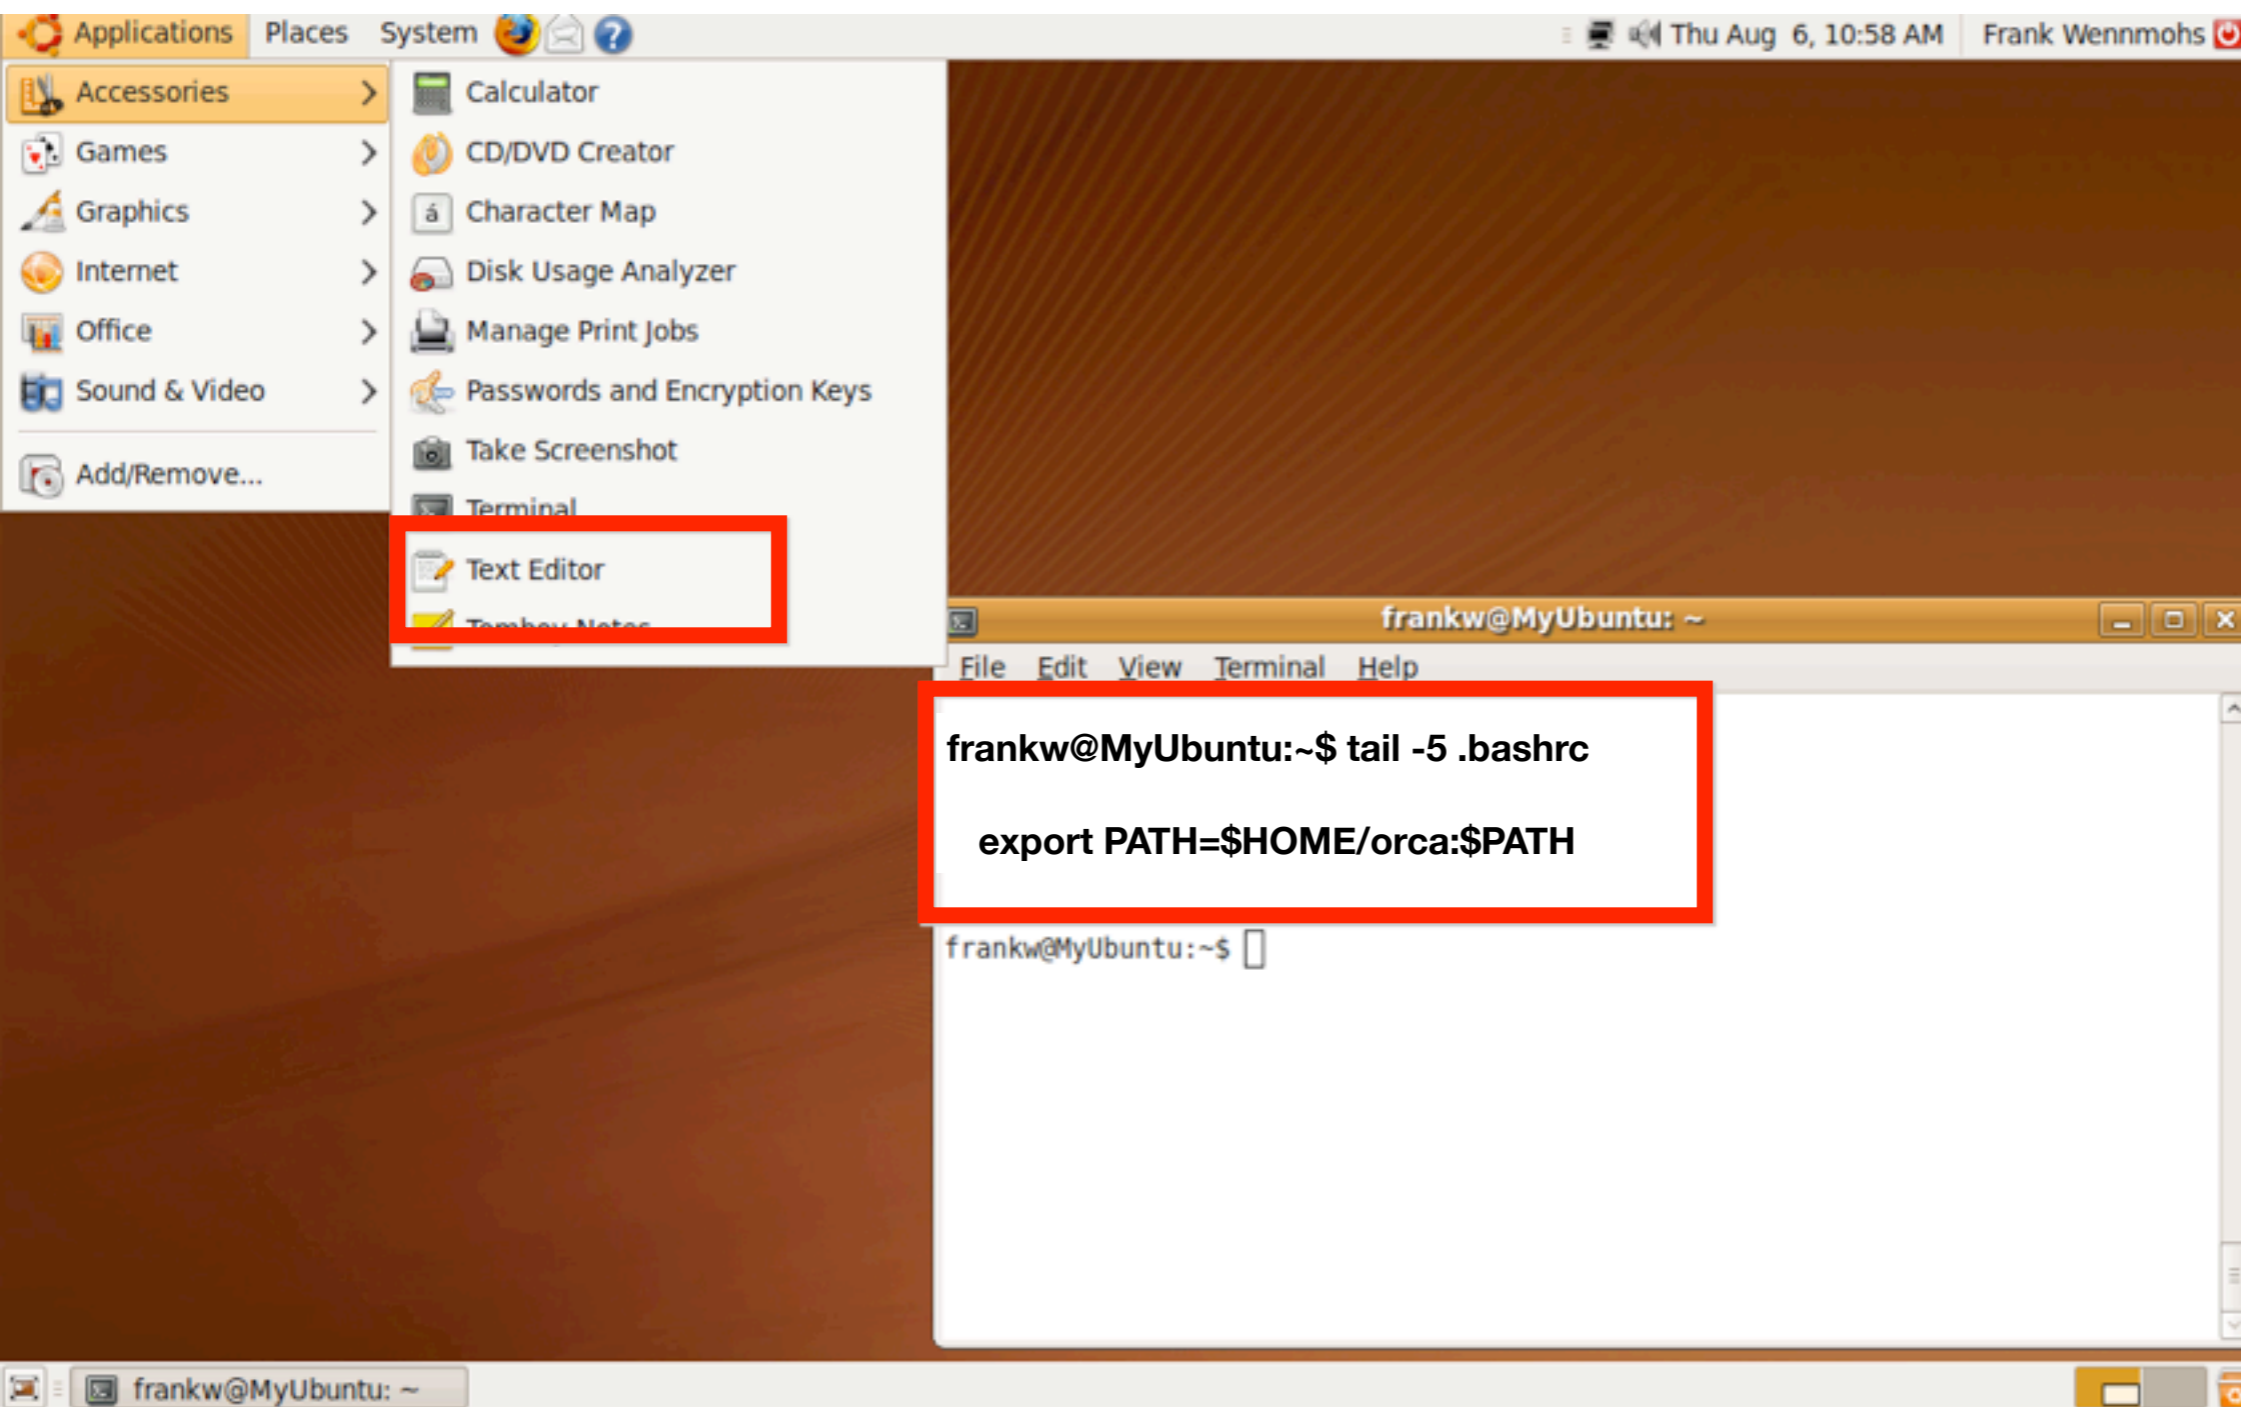 Applications Places System
Thu Aug 6, 10:58 AM Frank Wennmohs
Accessories
Games
Graphics
Internet
Office
Sound & Video
Add/Remove...
Calculator
CD/DVD Creator
á Character Map
Disk Usage Analyzer
Manage Print Jobs
Passwords and Encryption Keys
Take Screenshot
Terminal
Text Editor
Tomboy Notes
frankw@MyUbuntu: ~
File Edit View Terminal Help
frankw@MyUbuntu:~$ tail -5 .bashrc
export PATH=$HOME/orca:$PATH
frankw@MyUbuntu:~$
frankw@MyUbuntu: ~